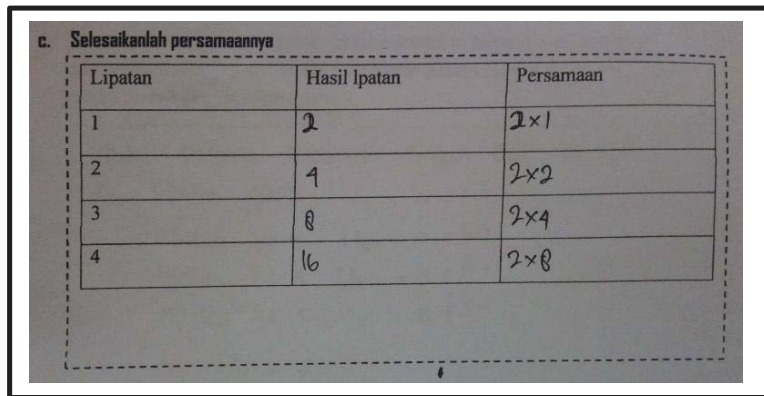 c. Selesaikanlah persamaannya
Lipatan Hasil lpatan Persamaan
1 2 2×1
2 4 2×2
3 8 2×4
4 16 2×8